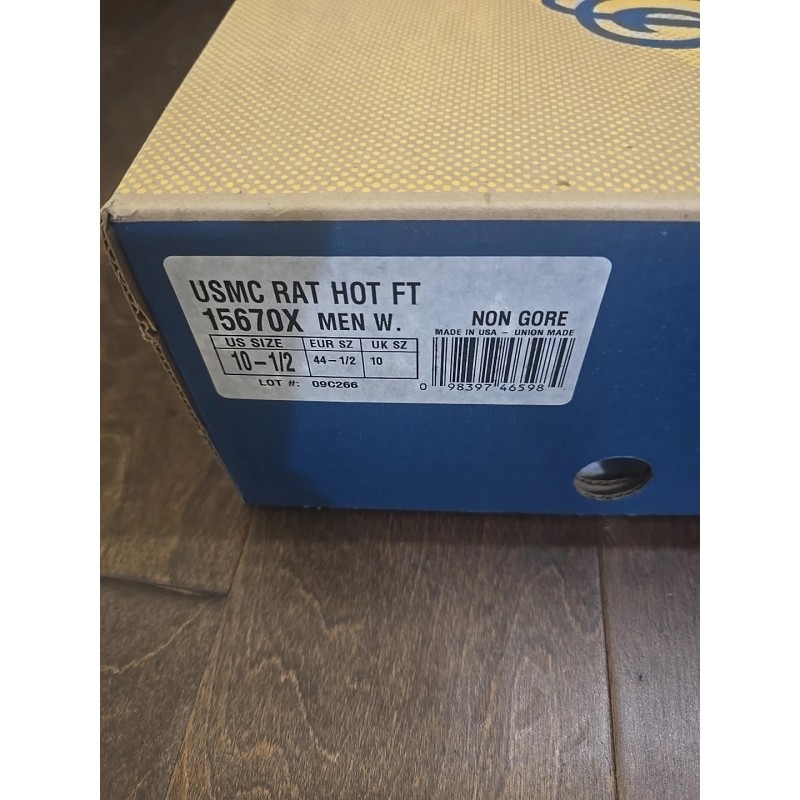 USMC RAT HOT FT
15670X MEN W. NON GORE
MADE IN USA - UNION MADE
US SIZE EUR SZ UK SZ
10-1/2 44-1/2 10
LOT #: 09C266
0 98397 46598